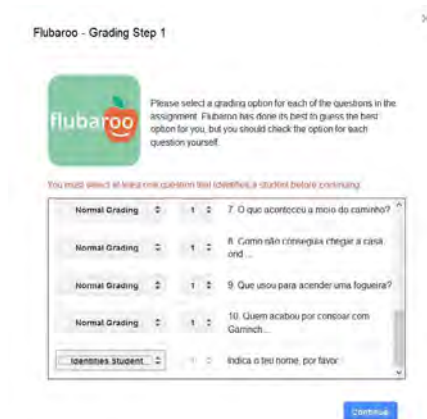 Flubaroo - Grading Step 1
flubaroo
Please select a grading option for each of the questions in the
assignment. Flubaroo has done its best to guess the best
option for you, but you should check the option for each
question yourself.
You must select at least one question that identifies a student before continuing.
Normal Grading 1 7. O que aconteceu a meio do caminho?
Normal Grading 1 8. Como não conseguia chegar a casa
ond ...
Normal Grading 1 9. Que usou para acender uma fogueira?
Normal Grading 1 10. Quem acabou por consoar com
...
Identifies Student 1 Indica o teu nome, por favor
Continue